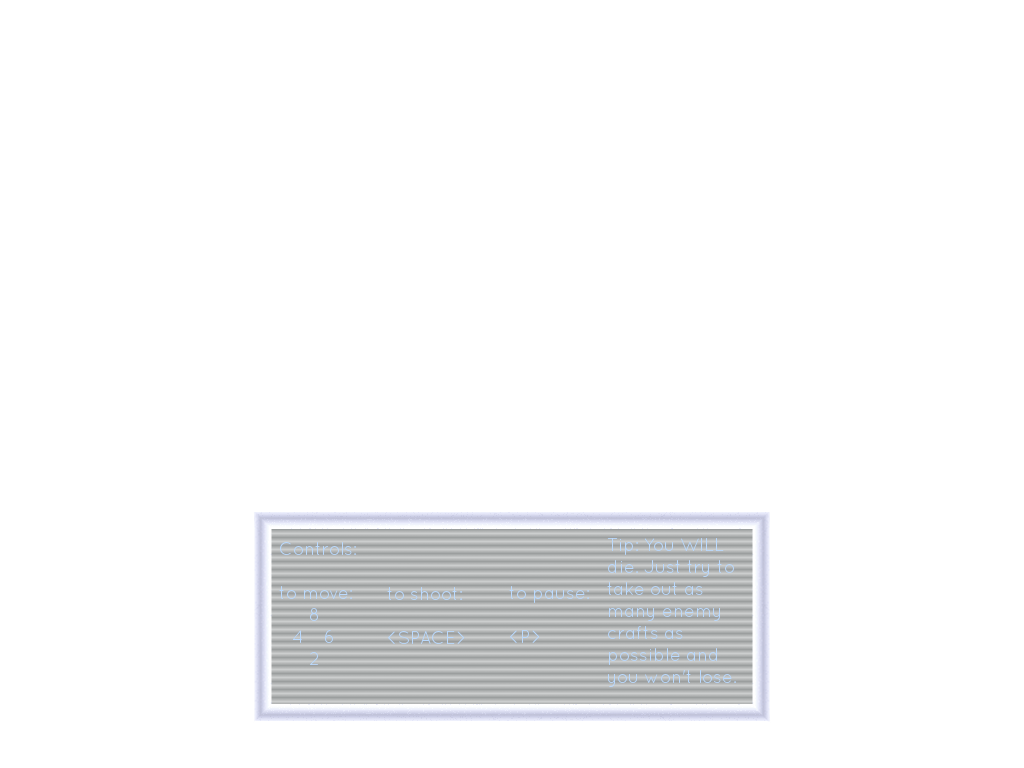 Controls:
to move:
8
4 6
2
to shoot:
<SPACE>
to pause:
<P>
Tip: You WILL
die. Just try to
take out as
many enemy
crafts as
possible and
you won't lose.